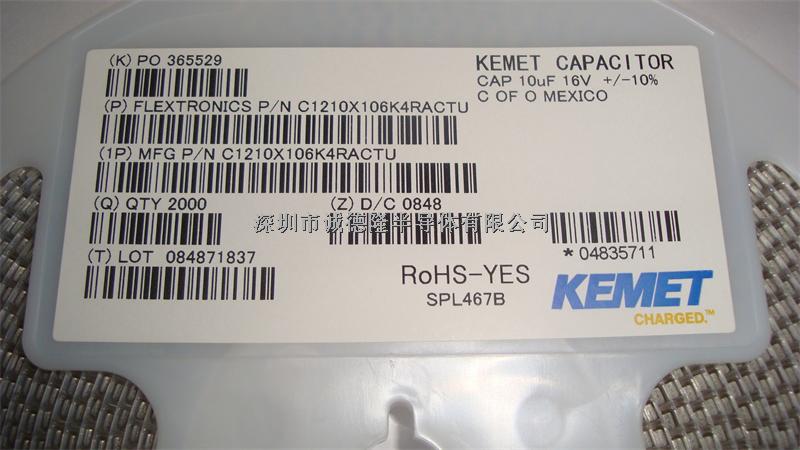 (K) PO 365529
KEMET CAPACITOR
CAP 10uF 16V +/-10%
C OF O MEXICO
(P) FLEXTRONICS P/N C1210X106K4RACTU
(1P) MFG P/N C1210X106K4RACTU
(Q) QTY 2000
(Z) D/C 0848
深圳市诚德隆半导体有限公司
*04835711
(T) LOT 084871837
RoHS-YES
SPL467B
KEMET
CHARGED.™